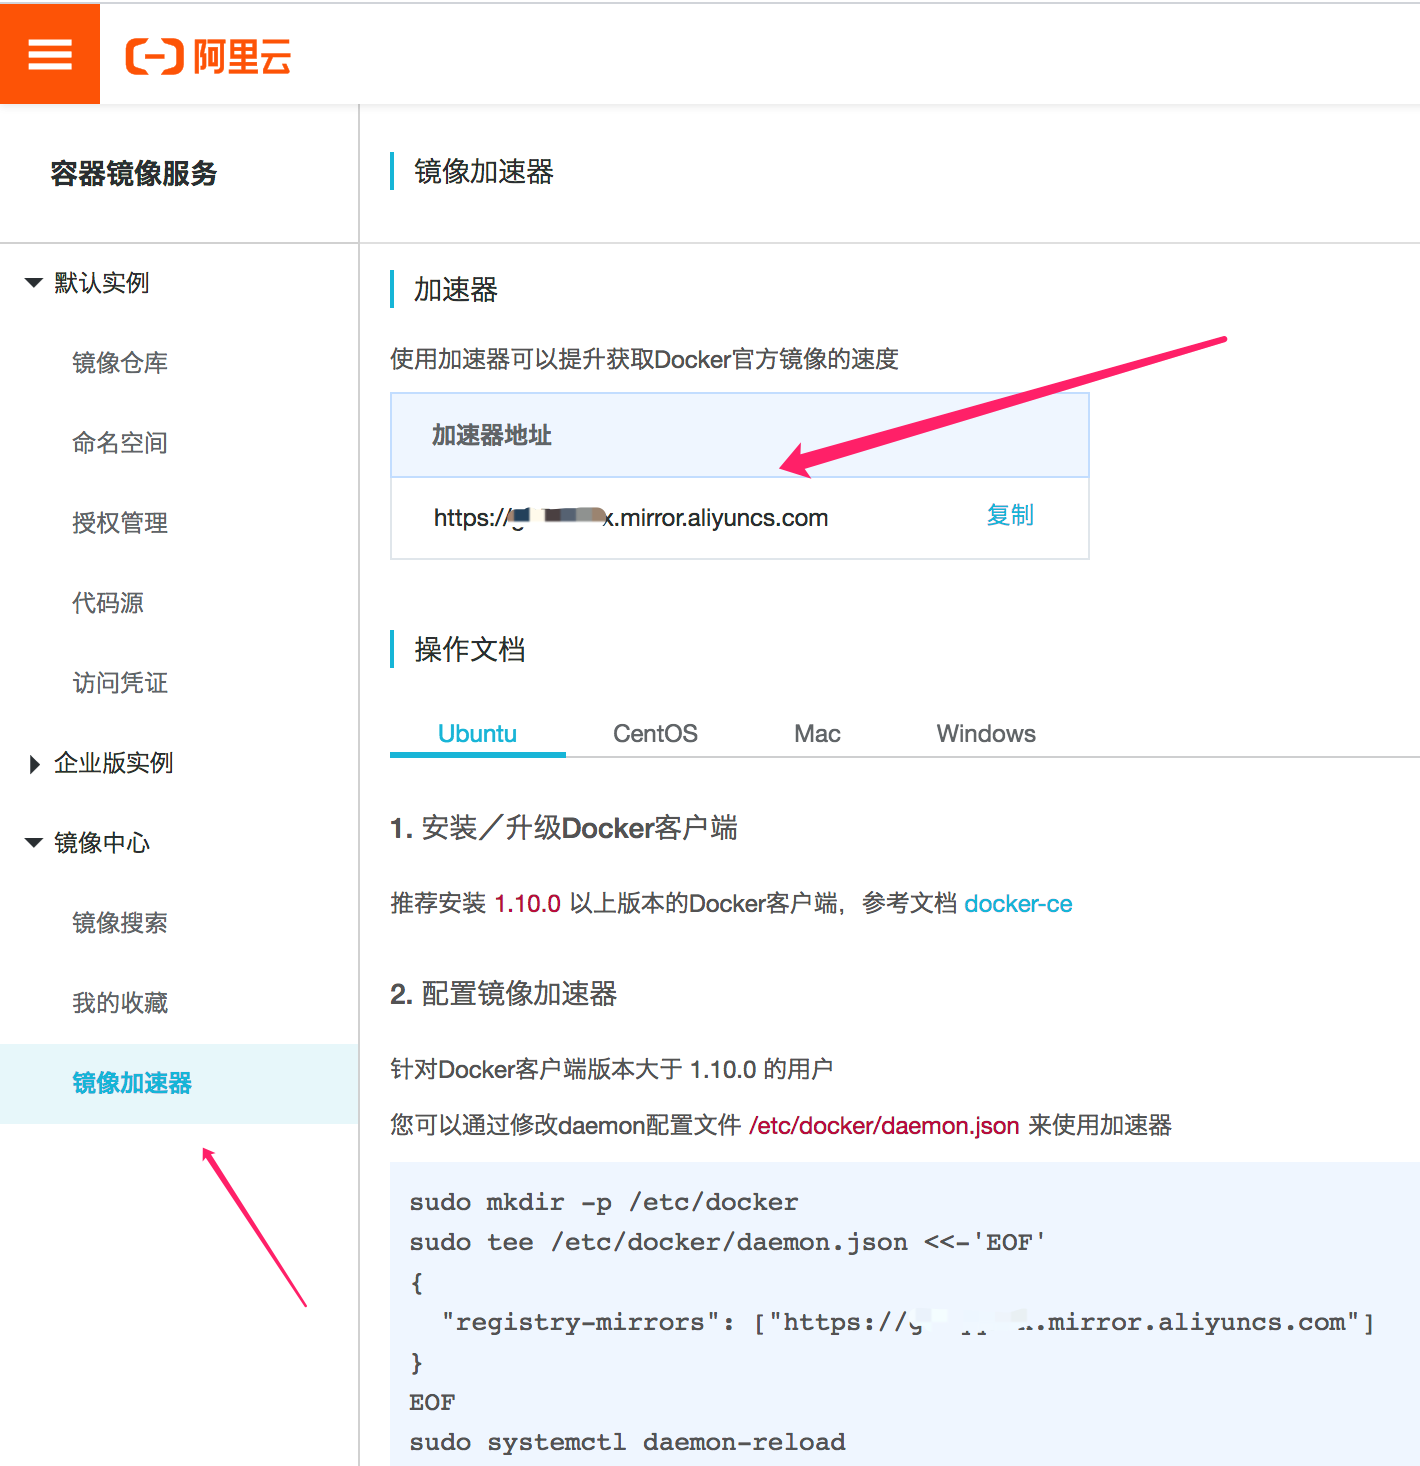 阿里云
容器镜像服务
默认实例
镜像仓库
命名空间
授权管理
代码源
访问凭证
企业版实例
镜像中心
镜像搜索
我的收藏
镜像加速器
镜像加速器
加速器
使用加速器可以提升获取Docker官方镜像的速度
加速器地址
https://g x.mirror.aliyuncs.com 复制
操作文档
Ubuntu CentOS Mac Windows
1. 安装／升级Docker客户端
推荐安装 1.10.0 以上版本的Docker客户端，参考文档 docker-ce
2. 配置镜像加速器
针对Docker客户端版本大于 1.10.0 的用户
您可以通过修改daemon配置文件 /etc/docker/daemon.json 来使用加速器
sudo mkdir -p /etc/docker
sudo tee /etc/docker/daemon.json <<-'EOF'
{
"registry-mirrors": ["https://g .mirror.aliyuncs.com"]
}
EOF
sudo systemctl daemon-reload